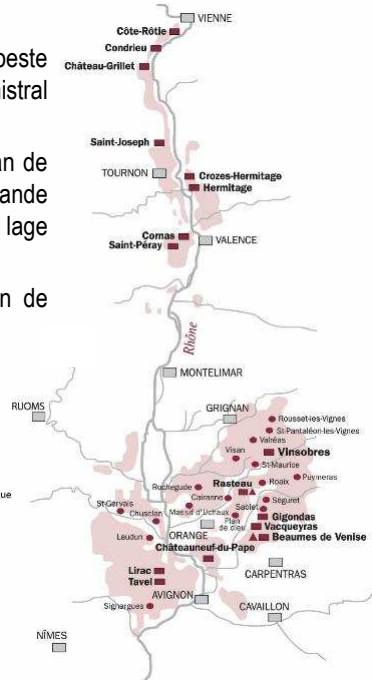 peste
nistral
an de
ande
lage
n de
que
VIENNE
Côte-Rôtie
Condrieu
Château-Grillet
Saint-Joseph
TOURNON
Crozes-Hermitage
Hermitage
Cornas
Saint-Péray
VALENCE
Rhône
MONTELIMAR
RUOMS
GRIGNAN
Rousset-les-Vignes
St-Pantaléon-les-Vignes
Valréas
Visan
VInsobres
St-Maurice
Rochegude
Rasteau
Roaix
Puymeras
St-Gervais
Cairanne
Chusclan
Massif d'Uchaux
Sablet
Séguret
Plan de dieu
Gigondas
ORANGE
Vacqueyras
Laudun
Beaumes de Venise
Châteauneuf-du-Pape
Lirac
Tavel
CARPENTRAS
Signargues
AVIGNON
CAVAILLON
NÎMES